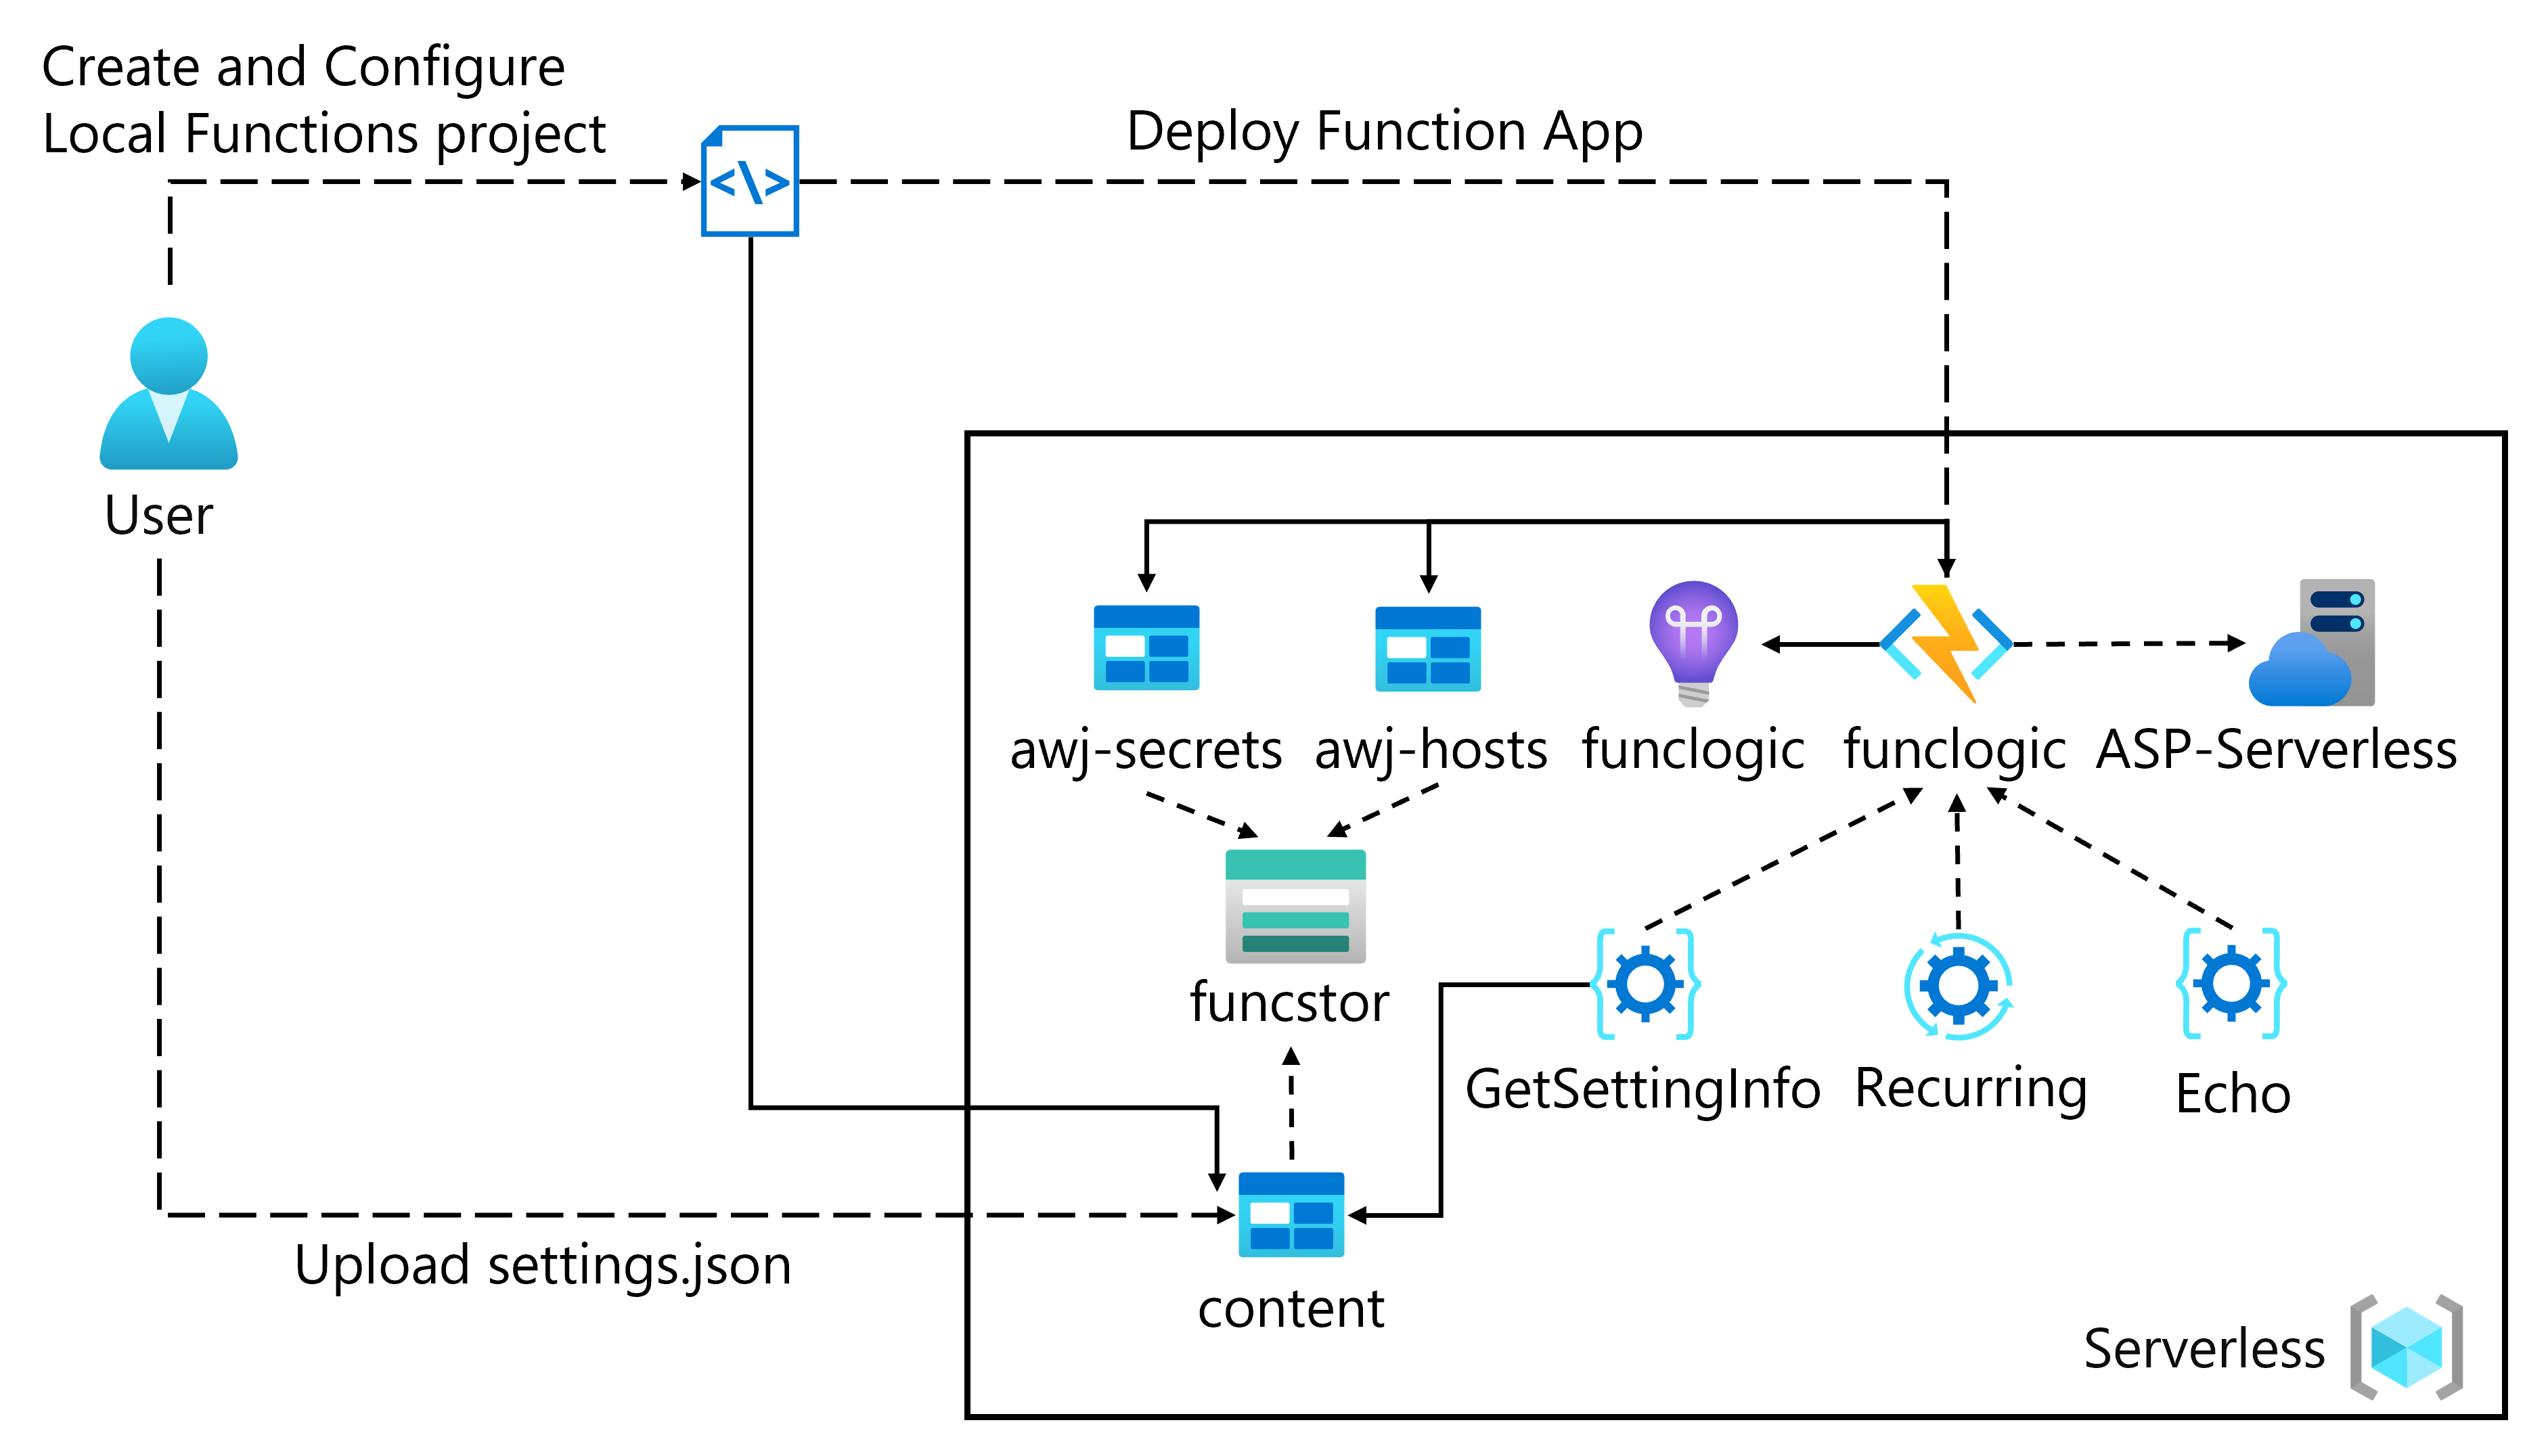 Create and Configure
Local Functions project
Deploy Function App
<\>
User
awj-secrets
awj-hosts
funclogic
funclogic
ASP-Serverless
funcstor
GetSettingInfo
Recurring
Echo
Upload settings.json
content
Serverless